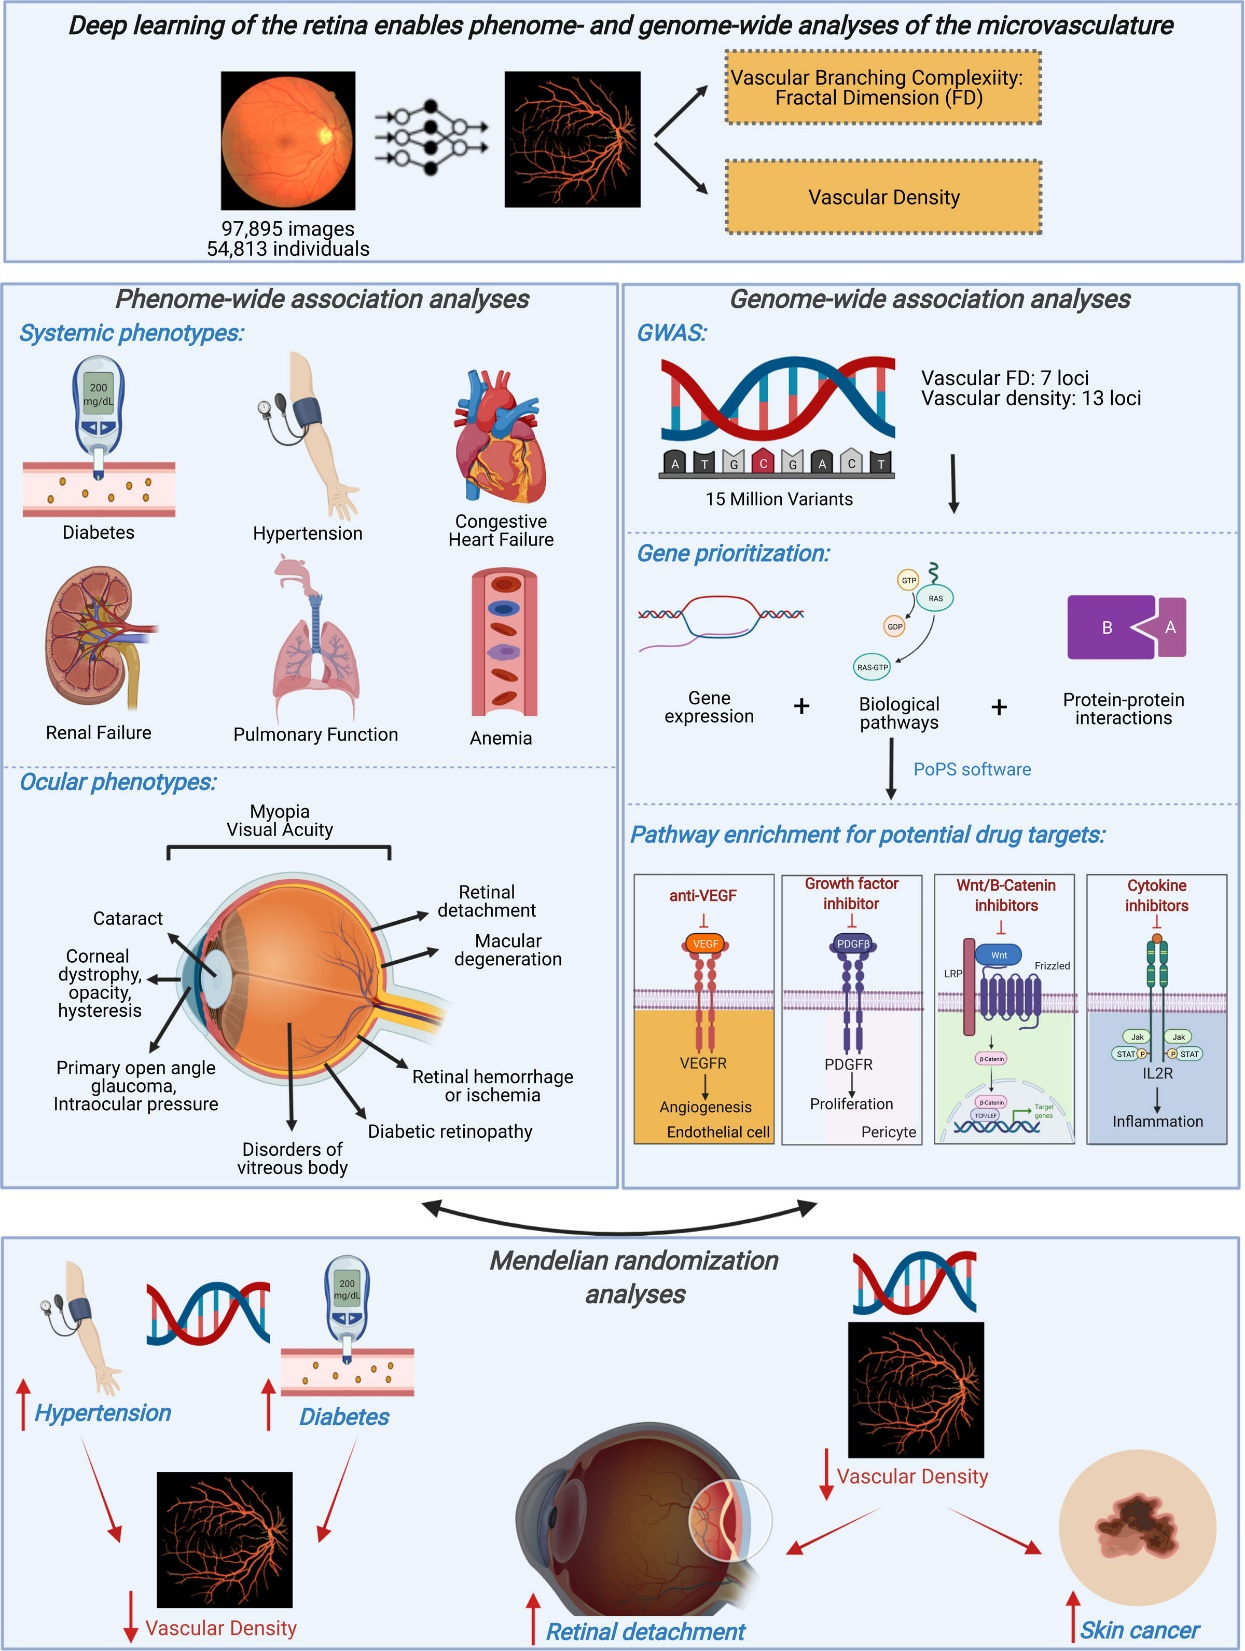 Deep learning of the retina enables phenome- and genome-wide analyses of the microvasculature
97,895 images
54,813 individuals
Vascular Branching Complexiity:
Fractal Dimension (FD)
Vascular Density
Phenome-wide association analyses
Systemic phenotypes:
200
mg/dL
Diabetes
Hypertension
Congestive
Heart Failure
Renal Failure
Pulmonary Function
Anemia
Ocular phenotypes:
Myopia
Visual Acuity
Cataract
Corneal
dystrophy,
opacity,
hysteresis
Primary open angle
glaucoma,
Intraocular pressure
Retinal
detachment
Macular
degeneration
Retinal hemorrhage
or ischemia
Diabetic retinopathy
Disorders of
vitreous body
Genome-wide association analyses
GWAS:
A T G C G A C T
15 Million Variants
Vascular FD: 7 loci
Vascular density: 13 loci
Gene prioritization:
Gene
expression
+
GTP
RAS
GDP
RAS-GTP
Biological
pathways
+
B
A
Protein-protein
interactions
PoPS software
Pathway enrichment for potential drug targets:
anti-VEGF
VEGF
VEGFR
Angiogenesis
Endothelial cell
Growth factor
inhibitor
PDGFβ
PDGFR
Proliferation
Pericyte
Wnt/B-Catenin
inhibitors
LRP
Wnt
Frizzled
β-Catenin
β-Catenin
TCF/LEF
Target
genes
Cytokine
inhibitors
Jak
Jak
STAT
P
P
STAT
IL2R
Inflammation
Mendelian randomization
analyses
Hypertension
200
mg/dL
Diabetes
Vascular Density
Vascular Density
Retinal detachment
Skin cancer